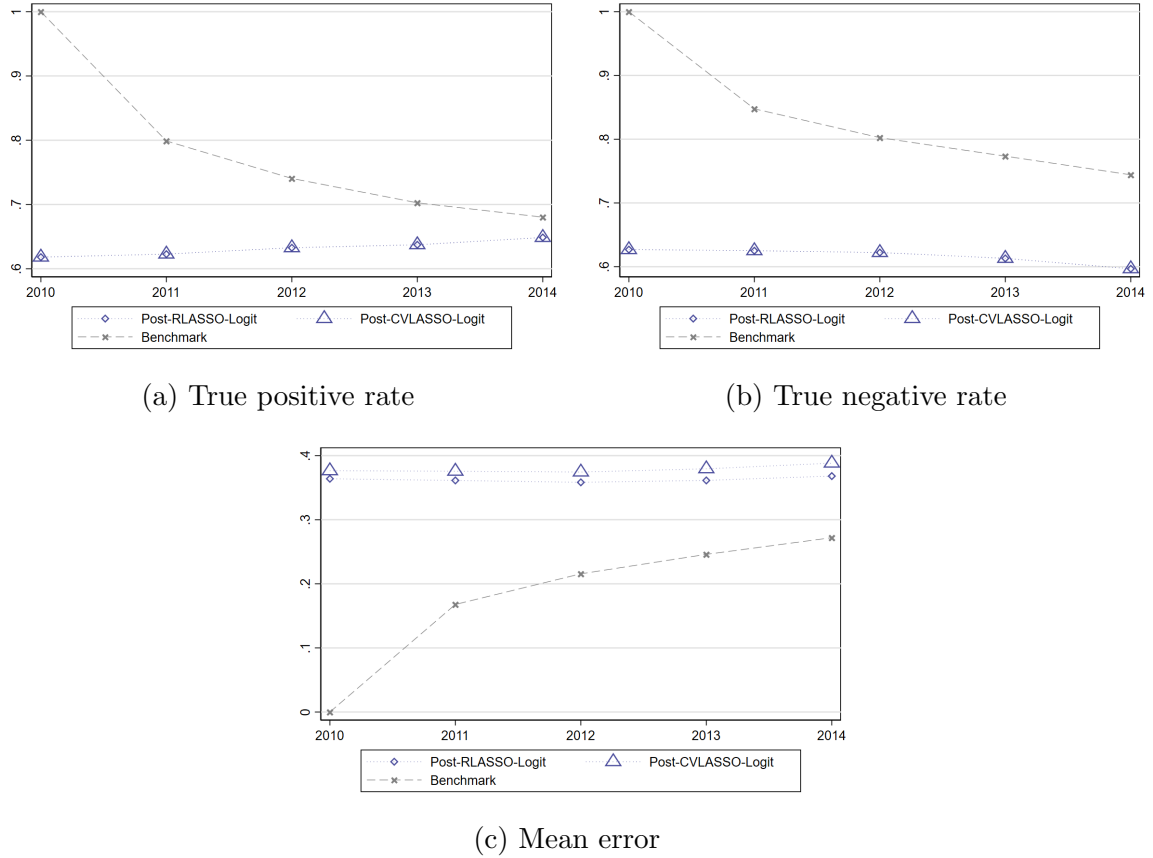 1
.9
.8
.7
.6
2010 2011 2012 2013 2014
Post-RLASSO-Logit Post-CVLASSO-Logit
Benchmark
(a) True positive rate
1
.9
.8
.7
.6
2010 2011 2012 2013 2014
Post-RLASSO-Logit Post-CVLASSO-Logit
Benchmark
(b) True negative rate
.4
.3
.2
.1
0
2010 2011 2012 2013 2014
Post-RLASSO-Logit Post-CVLASSO-Logit
Benchmark
(c) Mean error